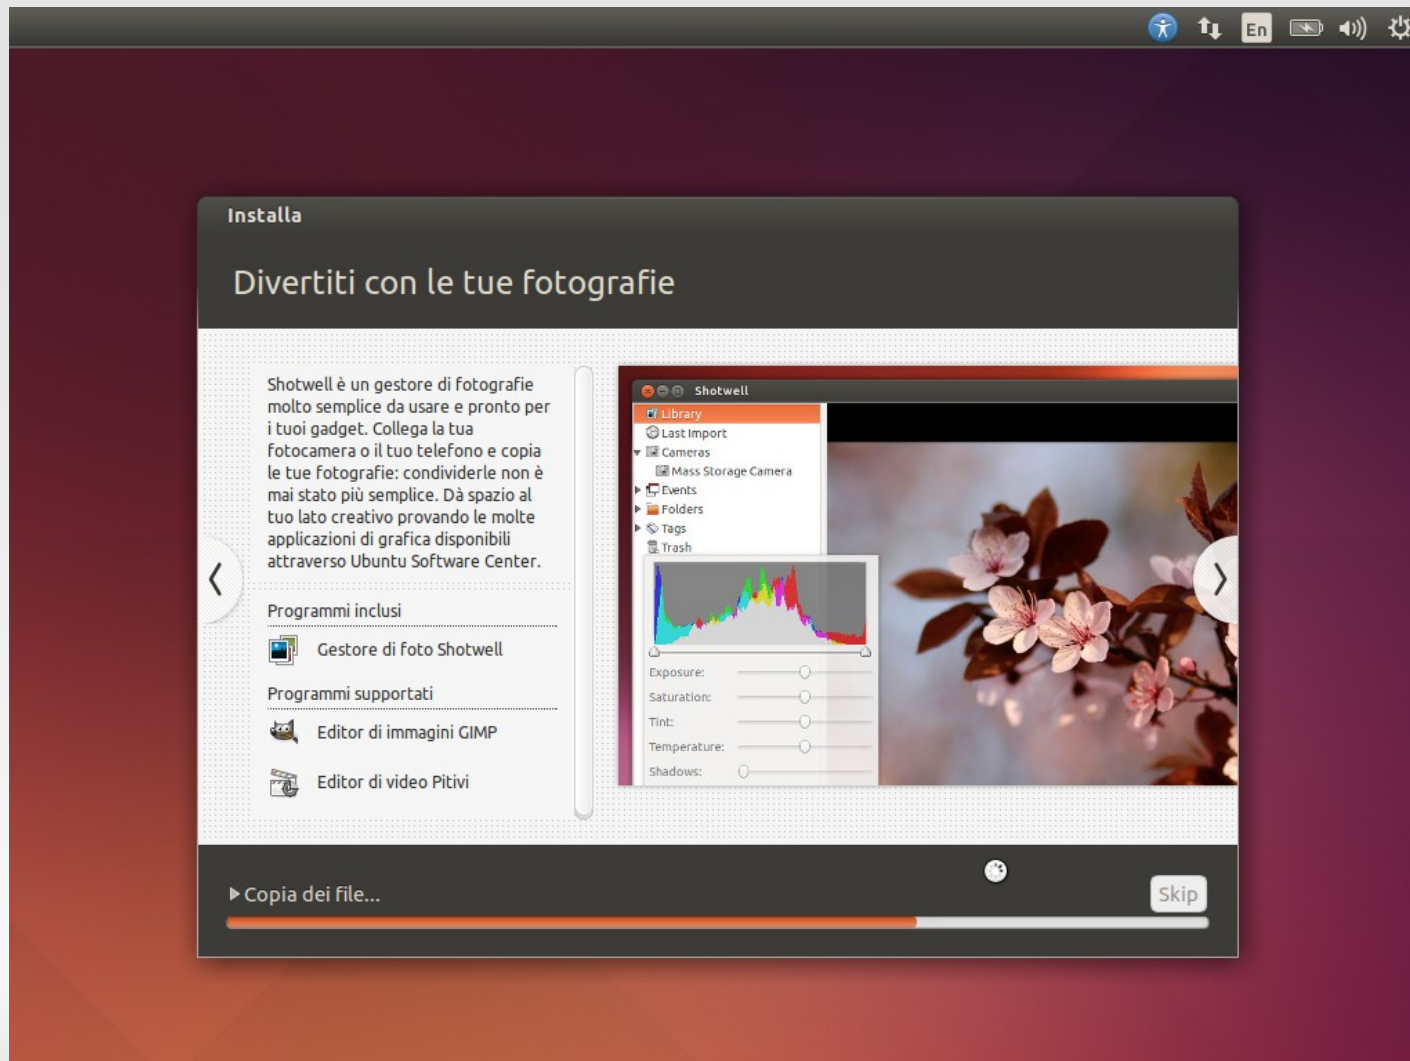 En
Installa
Divertiti con le tue fotografie
Shotwell è un gestore di fotografie
molto semplice da usare e pronto per
i tuoi gadget. Collega la tua
fotocamera o il tuo telefono e copia
le tue fotografie: condividerle non è
mai stato più semplice. Dà spazio al
tuo lato creativo provando le molte
applicazioni di grafica disponibili
attraverso Ubuntu Software Center.
Programmi inclusi
Gestore di foto Shotwell
Programmi supportati
Editor di immagini GIMP
Editor di video Pitivi
Shotwell
Library
Last Import
Cameras
Mass Storage Camera
Events
Folders
Tags
Trash
Exposure:
Saturation:
Tint:
Temperature:
Shadows:
Copia dei file...
Skip